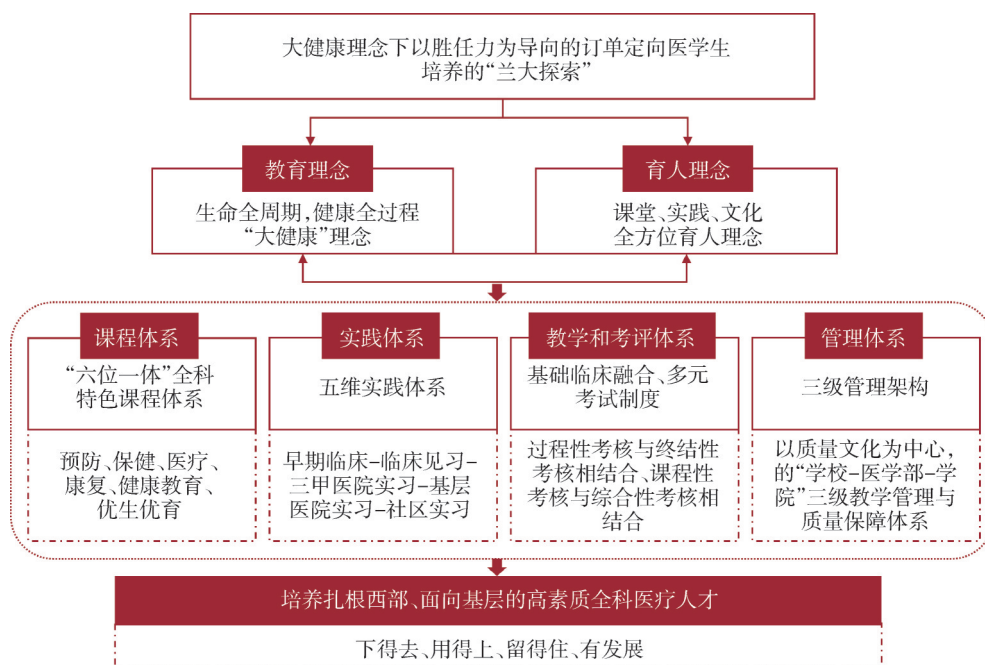 大健康理念下以胜任力为导向的订单定向医学生
培养的“兰大探索”
教育理念
生命全周期,健康全过程
“大健康”理念
育人理念
课堂、实践、文化
全方位育人理念
课程体系
“六位一体”全科
特色课程体系
预防、保健、医疗、
康复、健康教育、
优生优育
实践体系
五维实践体系
早期临床–临床见习–
三甲医院实习–基层
医院实习–社区实习
教学和考评体系
基础临床融合、多元
考试制度
过程性考核与终结性
考核相结合、课程性
考核与综合性考核相
结合
管理体系
三级管理架构
以质量文化为中心,
的“学校–医学部–学
院”三级教学管理与
质量保障体系
培养扎根西部、面向基层的高素质全科医疗人才
下得去、用得上、留得住、有发展